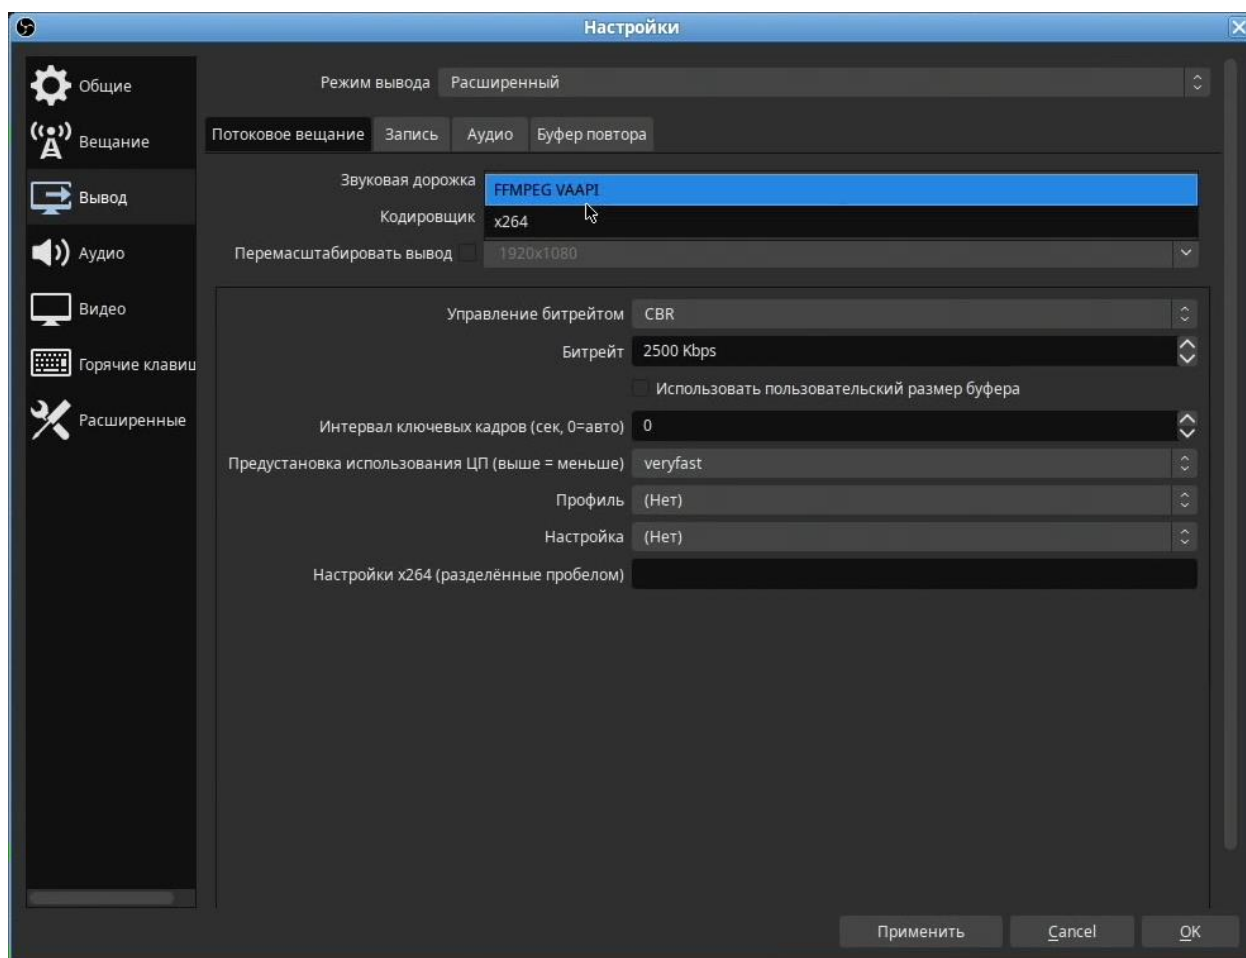 Настройки
Общие
Вещание
Вывод
Аудио
Видео
Горячие клавиш
Расширенные
Режим вывода Расширенный
Потоковое вещание Запись Аудио Буфер повтора
Звуковая дорожка
FFMPEG VAAPI
Кодировщик
x264
Перемасштабировать вывод 1920x1080
Управление битрейтом CBR
Битрейт 2500 Kbps
Использовать пользовательский размер буфера
Интервал ключевых кадров (сек, 0=авто) 0
Предустановка использования ЦП (выше = меньше) veryfast
Профиль (Нет)
Настройка (Нет)
Настройки x264 (разделённые пробелом)
Применить Cancel OK